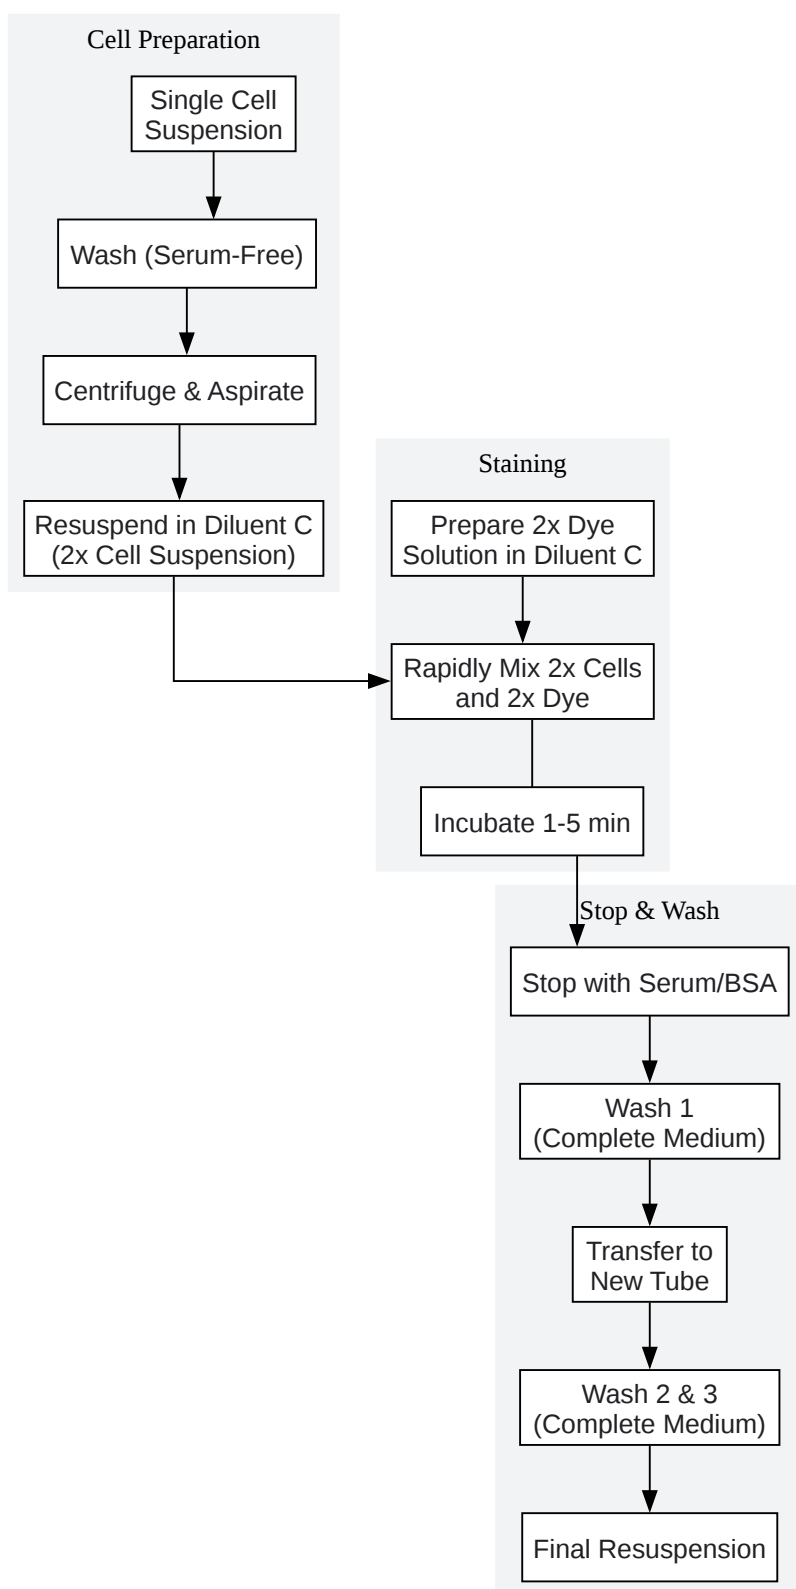 Cell Preparation
Single Cell
Suspension
Wash (Serum-Free)
Centrifuge & Aspirate
Resuspend in Diluent C
(2x Cell Suspension)
Staining
Prepare 2x Dye
Solution in Diluent C
Rapidly Mix 2x Cells
and 2x Dye
Incubate 1-5 min
Stop & Wash
Stop with Serum/BSA
Wash 1
(Complete Medium)
Transfer to
New Tube
Wash 2 & 3
(Complete Medium)
Final Resuspension